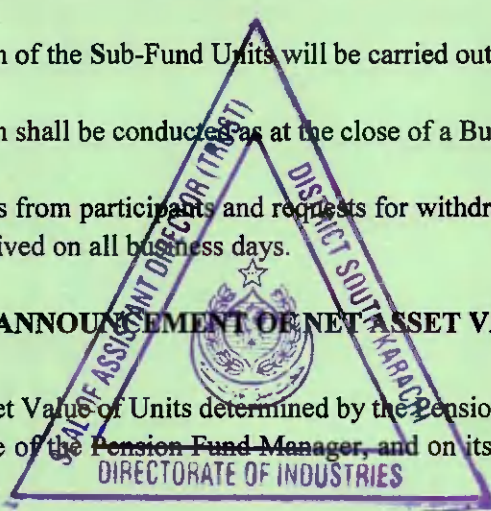 n of the Sub-Fund Units will be carried out
n shall be conducted as at the close of a Bu
s from participants and requests for withdr
ived on all business days.
ANNOUNCEMENT OF NET ASSET VA
et Value of Units determined by the Pensio
e of the Pension Fund Manager, and on its
SEAL OF ASSISTANT DIRECTOR (TRUST)
DISTRICT SOUTH KARACHI
DIRECTORATE OF INDUSTRIES